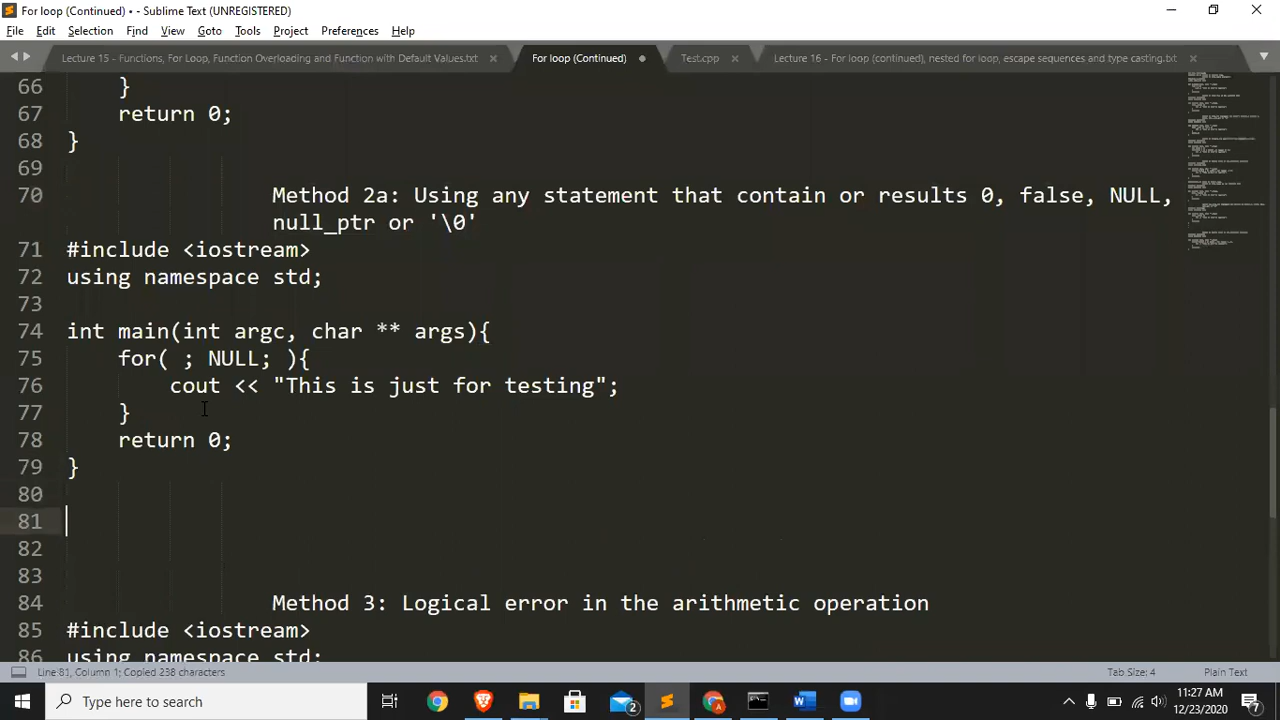 For loop (Continued) • - Sublime Text (UNREGISTERED)
File Edit Selection Find View Goto Tools Project Preferences Help
Lecture 15 - Functions, For Loop, Function Overloading and Function with Default Values.txt For loop (Continued) Test.cpp Lecture 16 - For loop (continued), nested for loop, escape sequences and type casting.txt
66 }
67 return 0;
68 }
69
70 Method 2a: Using any statement that contain or results 0, false, NULL,
null_ptr or '\0'
71 #include <iostream>
72 using namespace std;
73
74 int main(int argc, char ** args){
75 for( ; NULL; ){
76 cout << "This is just for testing";
77 }
78 return 0;
79 }
80
81
82
83
84 Method 3: Logical error in the arithmetic operation
85 #include <iostream>
86 using namespace std;
Line:81, Column 1; Copied 238 characters Tab Size: 4 Plain Text
Type here to search
2
11:27 AM
12/23/2020
7